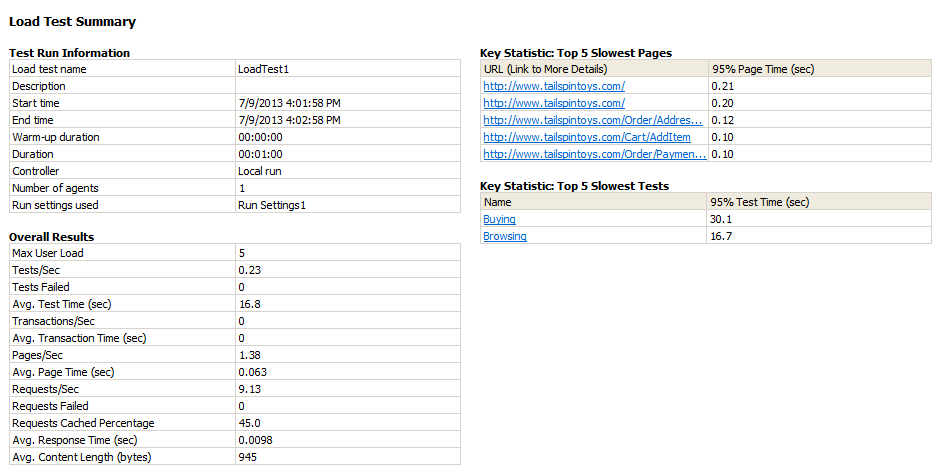 Load Test Summary
Test Run Information
Load test name LoadTest1
Description
Start time 7/9/2013 4:01:58 PM
End time 7/9/2013 4:02:58 PM
Warm-up duration 00:00:00
Duration 00:01:00
Controller Local run
Number of agents 1
Run settings used Run Settings1
Overall Results
Max User Load 5
Tests/Sec 0.23
Tests Failed 0
Avg. Test Time (sec) 16.8
Transactions/Sec 0
Avg. Transaction Time (sec) 0
Pages/Sec 1.38
Avg. Page Time (sec) 0.063
Requests/Sec 9.13
Requests Failed 0
Requests Cached Percentage 45.0
Avg. Response Time (sec) 0.0098
Avg. Content Length (bytes) 945
Key Statistic: Top 5 Slowest Pages
URL (Link to More Details) 95% Page Time (sec)
http://www.tailspintoys.com/ 0.21
http://www.tailspintoys.com/ 0.20
http://www.tailspintoys.com/Order/Addres... 0.12
http://www.tailspintoys.com/Cart/AddItem 0.10
http://www.tailspintoys.com/Order/Paymen... 0.10
Key Statistic: Top 5 Slowest Tests
Name 95% Test Time (sec)
Buying 30.1
Browsing 16.7